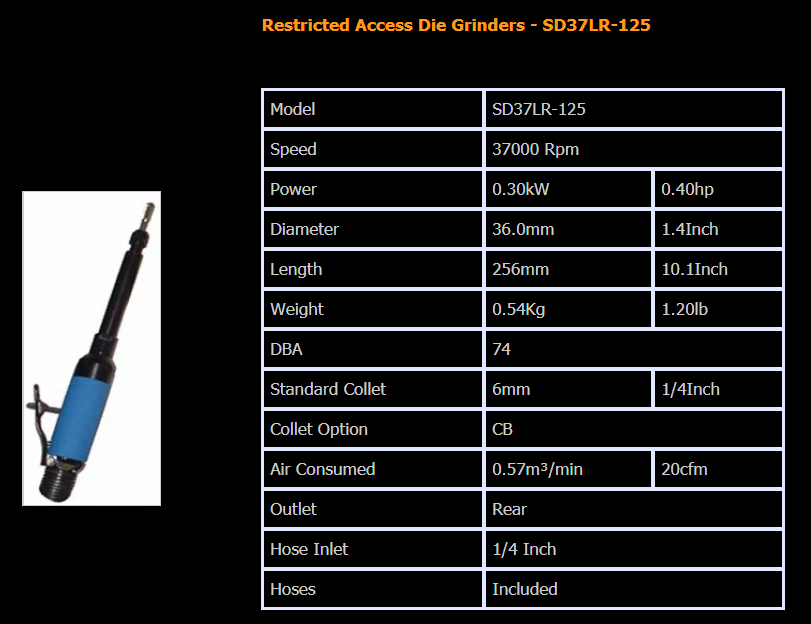 Restricted Access Die Grinders - SD37LR-125
Model SD37LR-125
Speed 37000 Rpm
Power 0.30kW 0.40hp
Diameter 36.0mm 1.4Inch
Length 256mm 10.1Inch
Weight 0.54Kg 1.20lb
DBA 74
Standard Collet 6mm 1/4Inch
Collet Option CB
Air Consumed 0.57m³/min 20cfm
Outlet Rear
Hose Inlet 1/4 Inch
Hoses Included